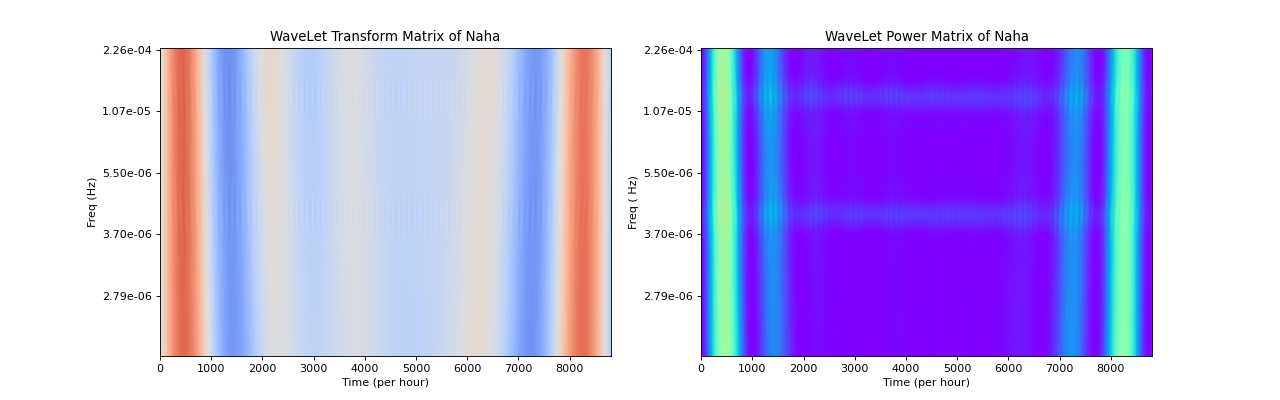 WaveLet Transform Matrix of Naha
2.26e-04
1.07e-05
5.50e-06
3.70e-06
2.79e-06
Freq (Hz)
0 1000 2000 3000 4000 5000 6000 7000 8000
Time (per hour)
WaveLet Power Matrix of Naha
2.26e-04
1.07e-05
5.50e-06
3.70e-06
2.79e-06
Freq ( Hz)
0 1000 2000 3000 4000 5000 6000 7000 8000
Time (per hour)